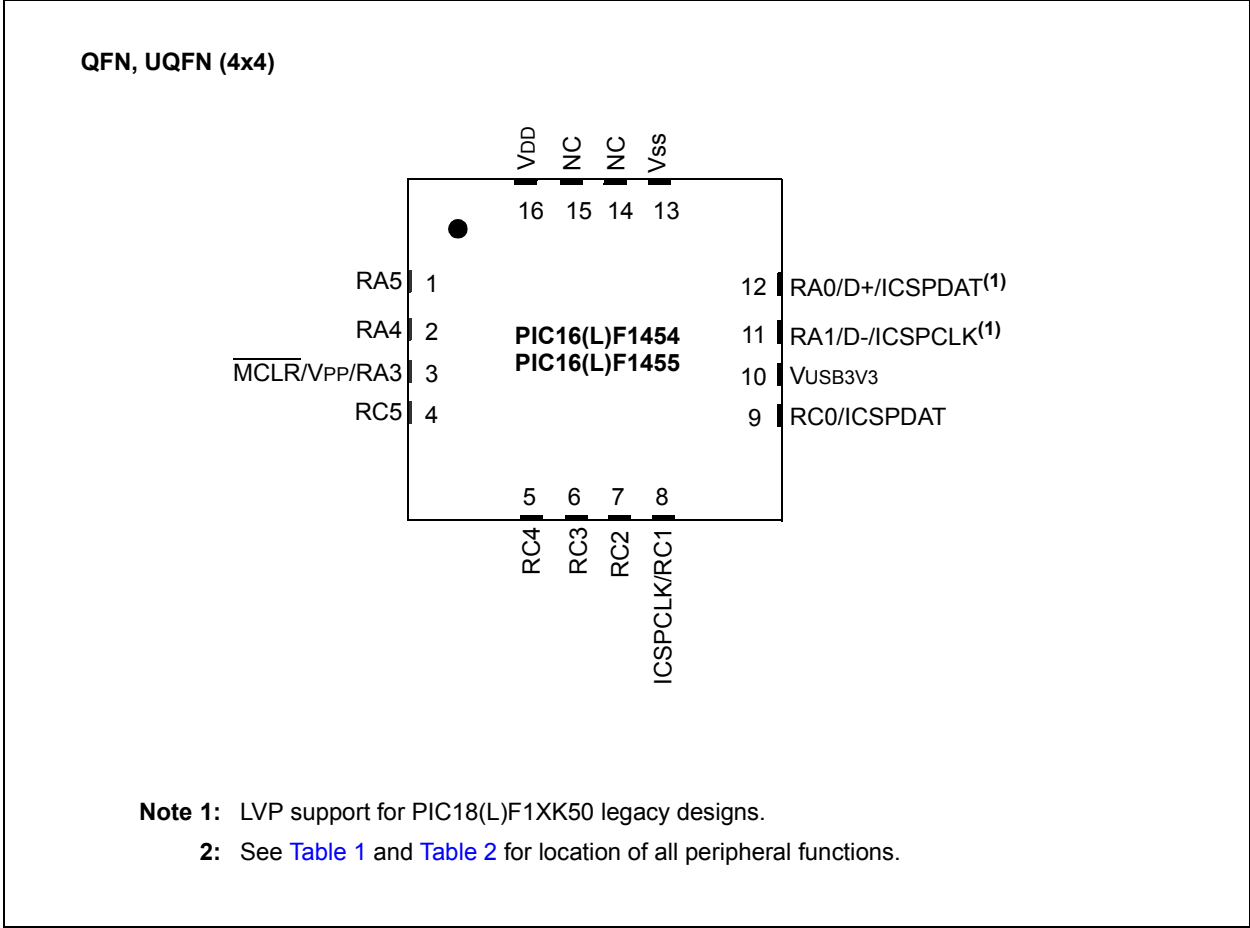 QFN, UQFN (4x4)
VDD
NC
NC
Vss
16 15 14 13
RA5 1
RA4 2
MCLR/VPP/RA3 3
RC5 4
PIC16(L)F1454
PIC16(L)F1455
12 RA0/D+/ICSPDAT(1)
11 RA1/D-/ICSPCLK(1)
10 VUSB3V3
9 RC0/ICSPDAT
5 6 7 8
RC4
RC3
RC2
ICSPCLK/RC1
Note 1: LVP support for PIC18(L)F1XK50 legacy designs.
2: See Table 1 and Table 2 for location of all peripheral functions.